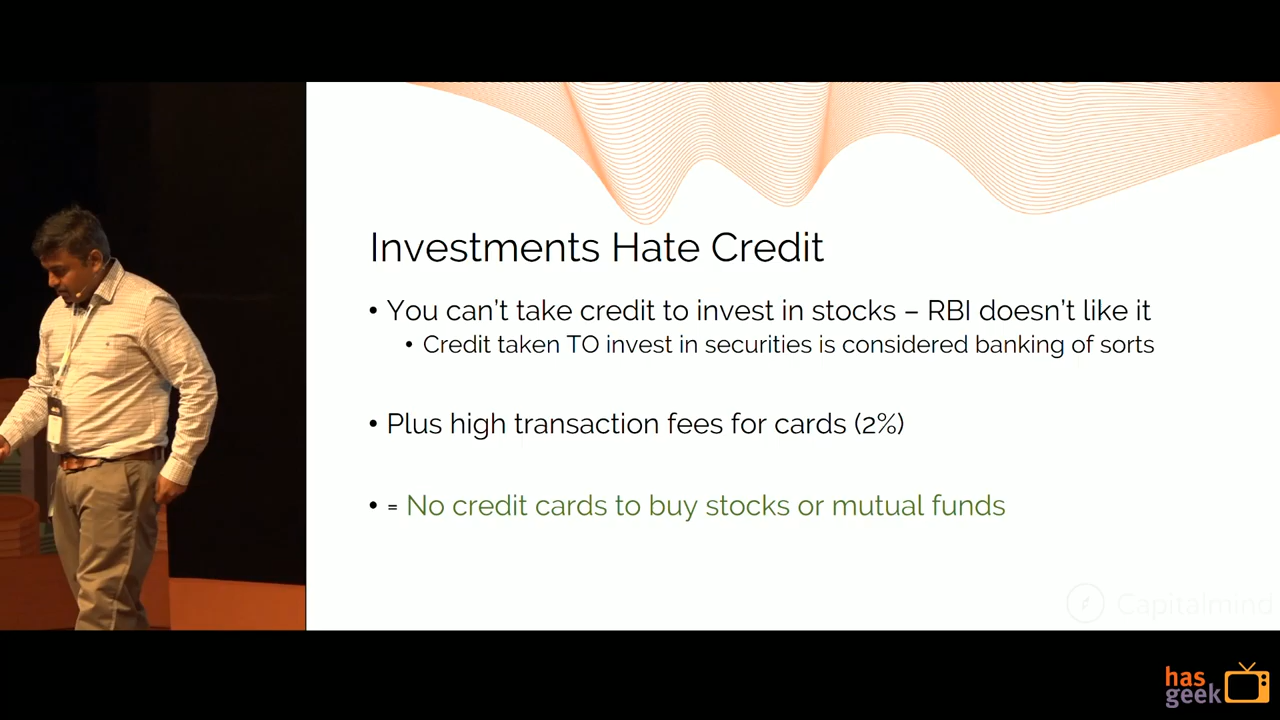 Investments Hate Credit
• You can't take credit to invest in stocks – RBI doesn't like it
• Credit taken TO invest in securities is considered banking of sorts
• Plus high transaction fees for cards (2%)
• = No credit cards to buy stocks or mutual funds
Capitalmind
has
geek